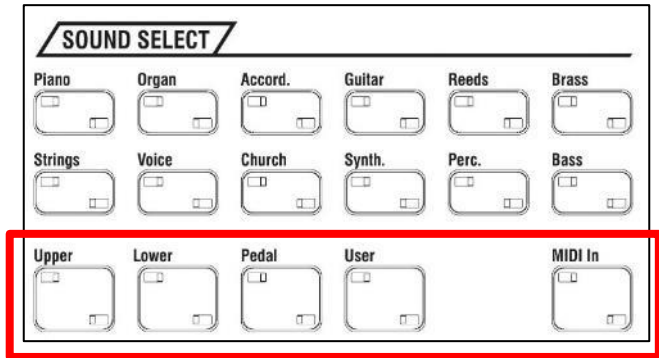 SOUND SELECT
Piano Organ Accord. Guitar Reeds Brass
Strings Voice Church Synth. Perc. Bass
Upper Lower Pedal User MIDI In